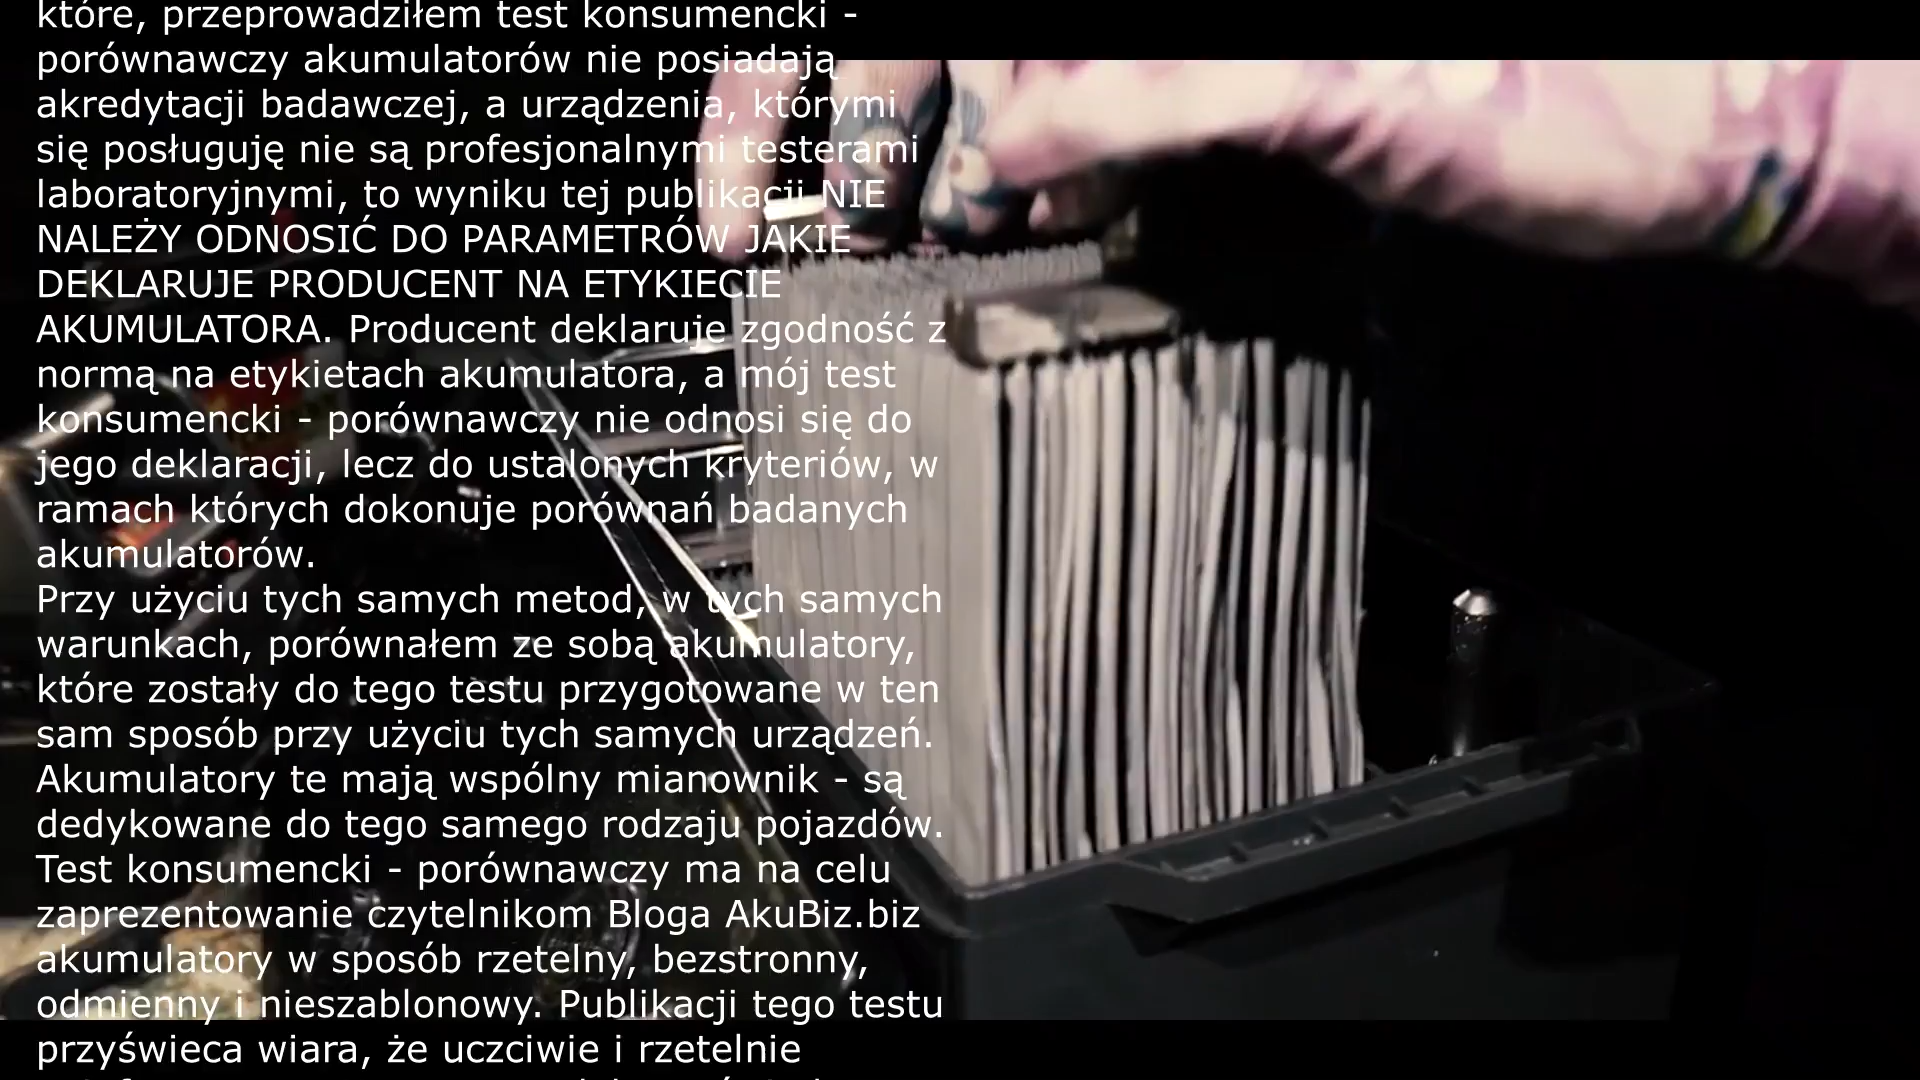 które, przeprowadziłem test konsumencki -
porównawczy akumulatorów nie posiadają
akredytacji badawczej, a urządzenia, którymi
się posługuję nie są profesjonalnymi testerami
laboratoryjnymi, to wyniku tej publikacji NIE
NALEŻY ODNOSIĆ DO PARAMETRÓW JAKIE
DEKLARUJE PRODUCENT NA ETYKIECIE
AKUMULATORA. Producent deklaruje zgodność z
normą na etykietach akumulatora, a mój test
konsumencki - porównawczy nie odnosi się do
jego deklaracji, lecz do ustalonych kryteriów, w
ramach których dokonuje porównań badanych
akumulatorów.
Przy użyciu tych samych metod, w tych samych
warunkach, porównałem ze sobą akumulatory,
które zostały do tego testu przygotowane w ten
sam sposób przy użyciu tych samych urządzeń.
Akumulatory te mają wspólny mianownik - są
dedykowane do tego samego rodzaju pojazdów.
Test konsumencki - porównawczy ma na celu
zaprezentowanie czytelnikom Bloga AkuBiz.biz
akumulatory w sposób rzetelny, bezstronny,
odmienny i nieszablonowy. Publikacji tego testu
przyświeca wiara, że uczciwie i rzetelnie